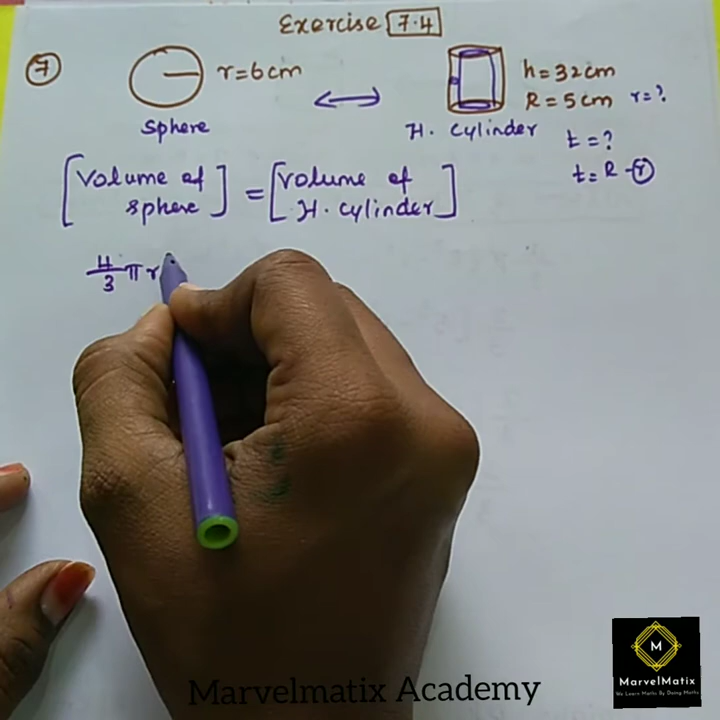 Exercise 7.4
7 r=6cm h=32cm
R=5cm r=?
Sphere H. Cylinder t=?
t=R-r
[Volume of sphere] = [Volume of H. cylinder]
4/3 πr
M
MarvelMatix
We Learn Maths By Doing Maths
Marvelmatix Academy